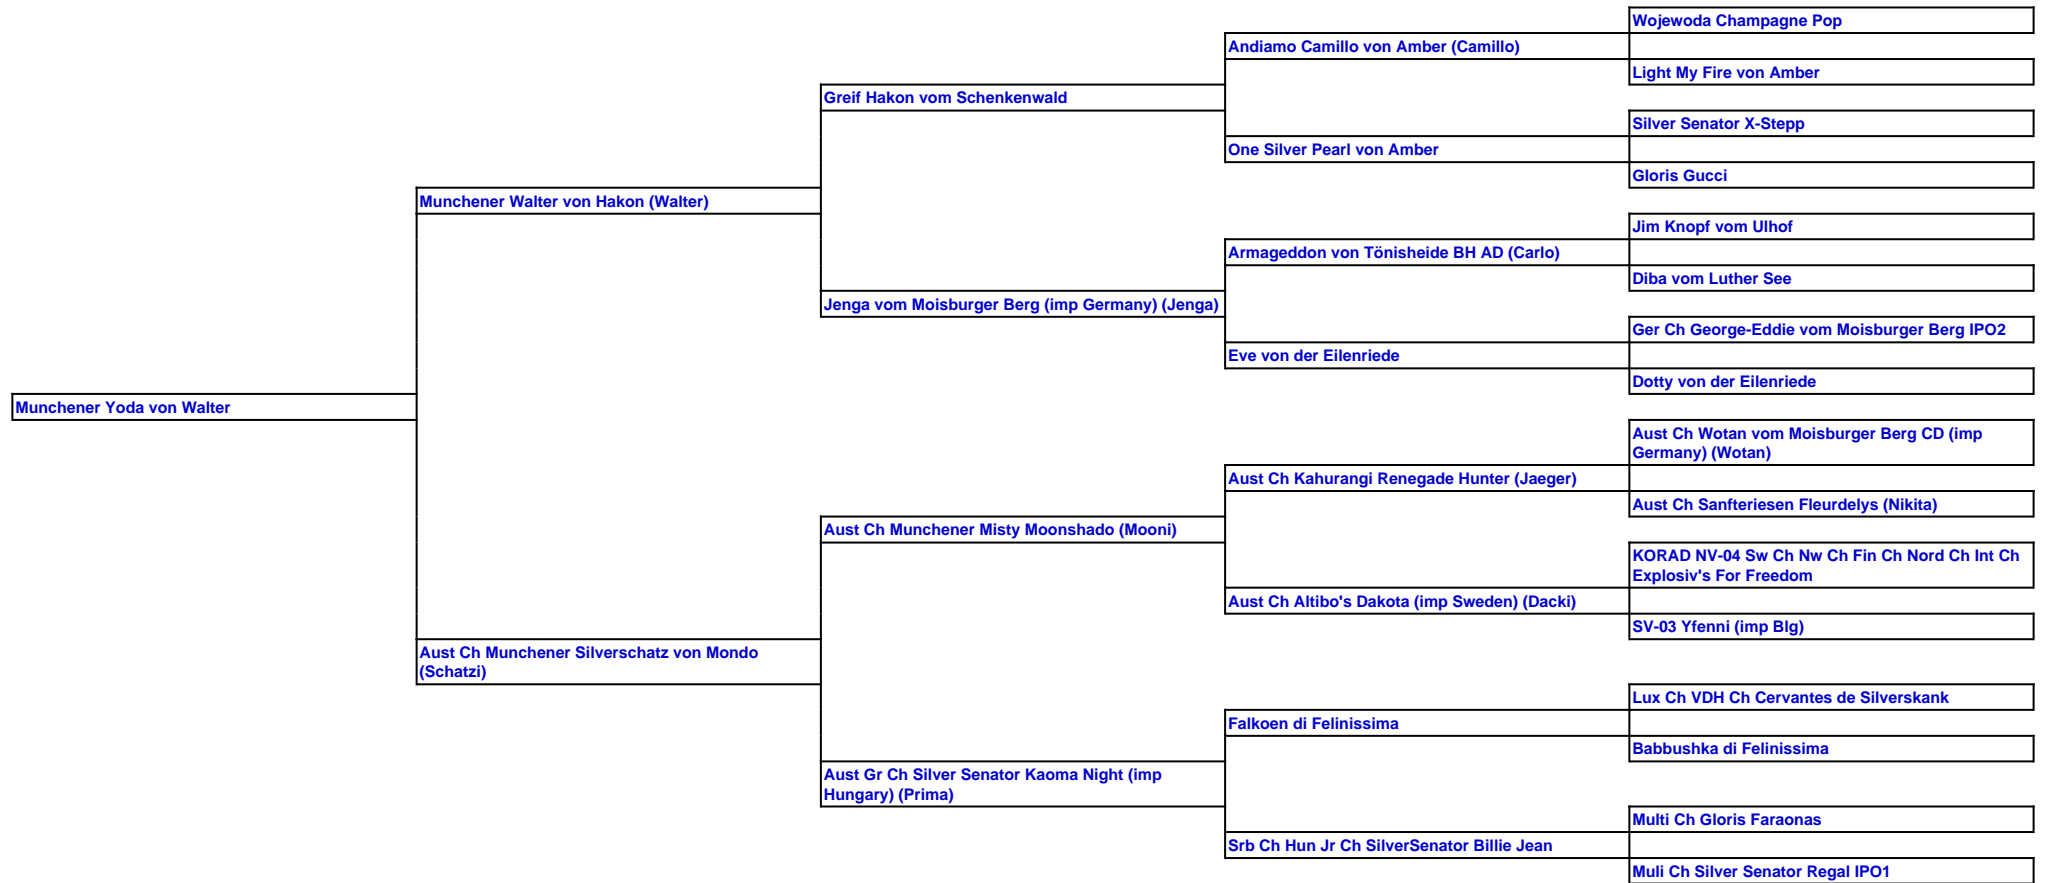 Wojewoda Champagne Pop
Andiamo Camillo von Amber (Camillo)
Light My Fire von Amber
Greif Hakon vom Schenkenwald
Silver Senator X-Stepp
One Silver Pearl von Amber
Gloris Gucci
Munchener Walter von Hakon (Walter)
Jim Knopf vom Ulhof
Armageddon von Tönisheide BH AD (Carlo)
Diba vom Luther See
Jenga vom Moisburger Berg (imp Germany) (Jenga)
Ger Ch George-Eddie vom Moisburger Berg IPO2
Eve von der Eilenriede
Dotty von der Eilenriede
Munchener Yoda von Walter
Aust Ch Wotan vom Moisburger Berg CD (imp
Germany) (Wotan)
Aust Ch Kahurangi Renegade Hunter (Jaeger)
Aust Ch Sanfteriesen Fleurdelys (Nikita)
Aust Ch Munchener Misty Moonshado (Mooni)
KORAD NV-04 Sw Ch Nw Ch Fin Ch Nord Ch Int Ch
Explosiv's For Freedom
Aust Ch Altibo's Dakota (imp Sweden) (Dacki)
SV-03 Yfenni (imp Blg)
Aust Ch Munchener Silverschatz von Mondo
(Schatzi)
Lux Ch VDH Ch Cervantes de Silverskank
Falkoen di Felinissima
Babbushka di Felinissima
Aust Gr Ch Silver Senator Kaoma Night (imp
Hungary) (Prima)
Multi Ch Gloris Faraonas
Srb Ch Hun Jr Ch SilverSenator Billie Jean
Muli Ch Silver Senator Regal IPO1